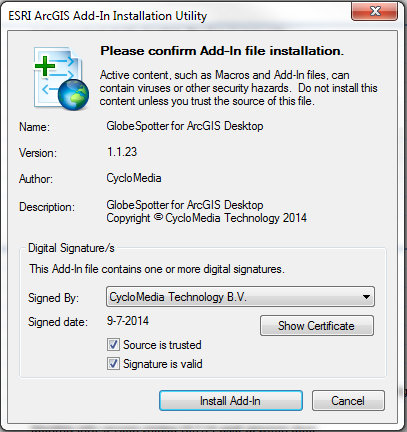 ESRI ArcGIS Add-In Installation Utility
Please confirm Add-In file installation.
Active content, such as Macros and Add-In files, can
contain viruses or other security hazards. Do not install this
content unless you trust the source of this file.
Name: GlobeSpotter for ArcGIS Desktop
Version: 1.1.23
Author: CycloMedia
Description: GlobeSpotter for ArcGIS Desktop
Copyright © CycloMedia Technology 2014
Digital Signature/s
This Add-In file contains one or more digital signatures.
Signed By: CycloMedia Technology B.V.
Signed date: 9-7-2014
Show Certificate
Source is trusted
Signature is valid
Install Add-In Cancel